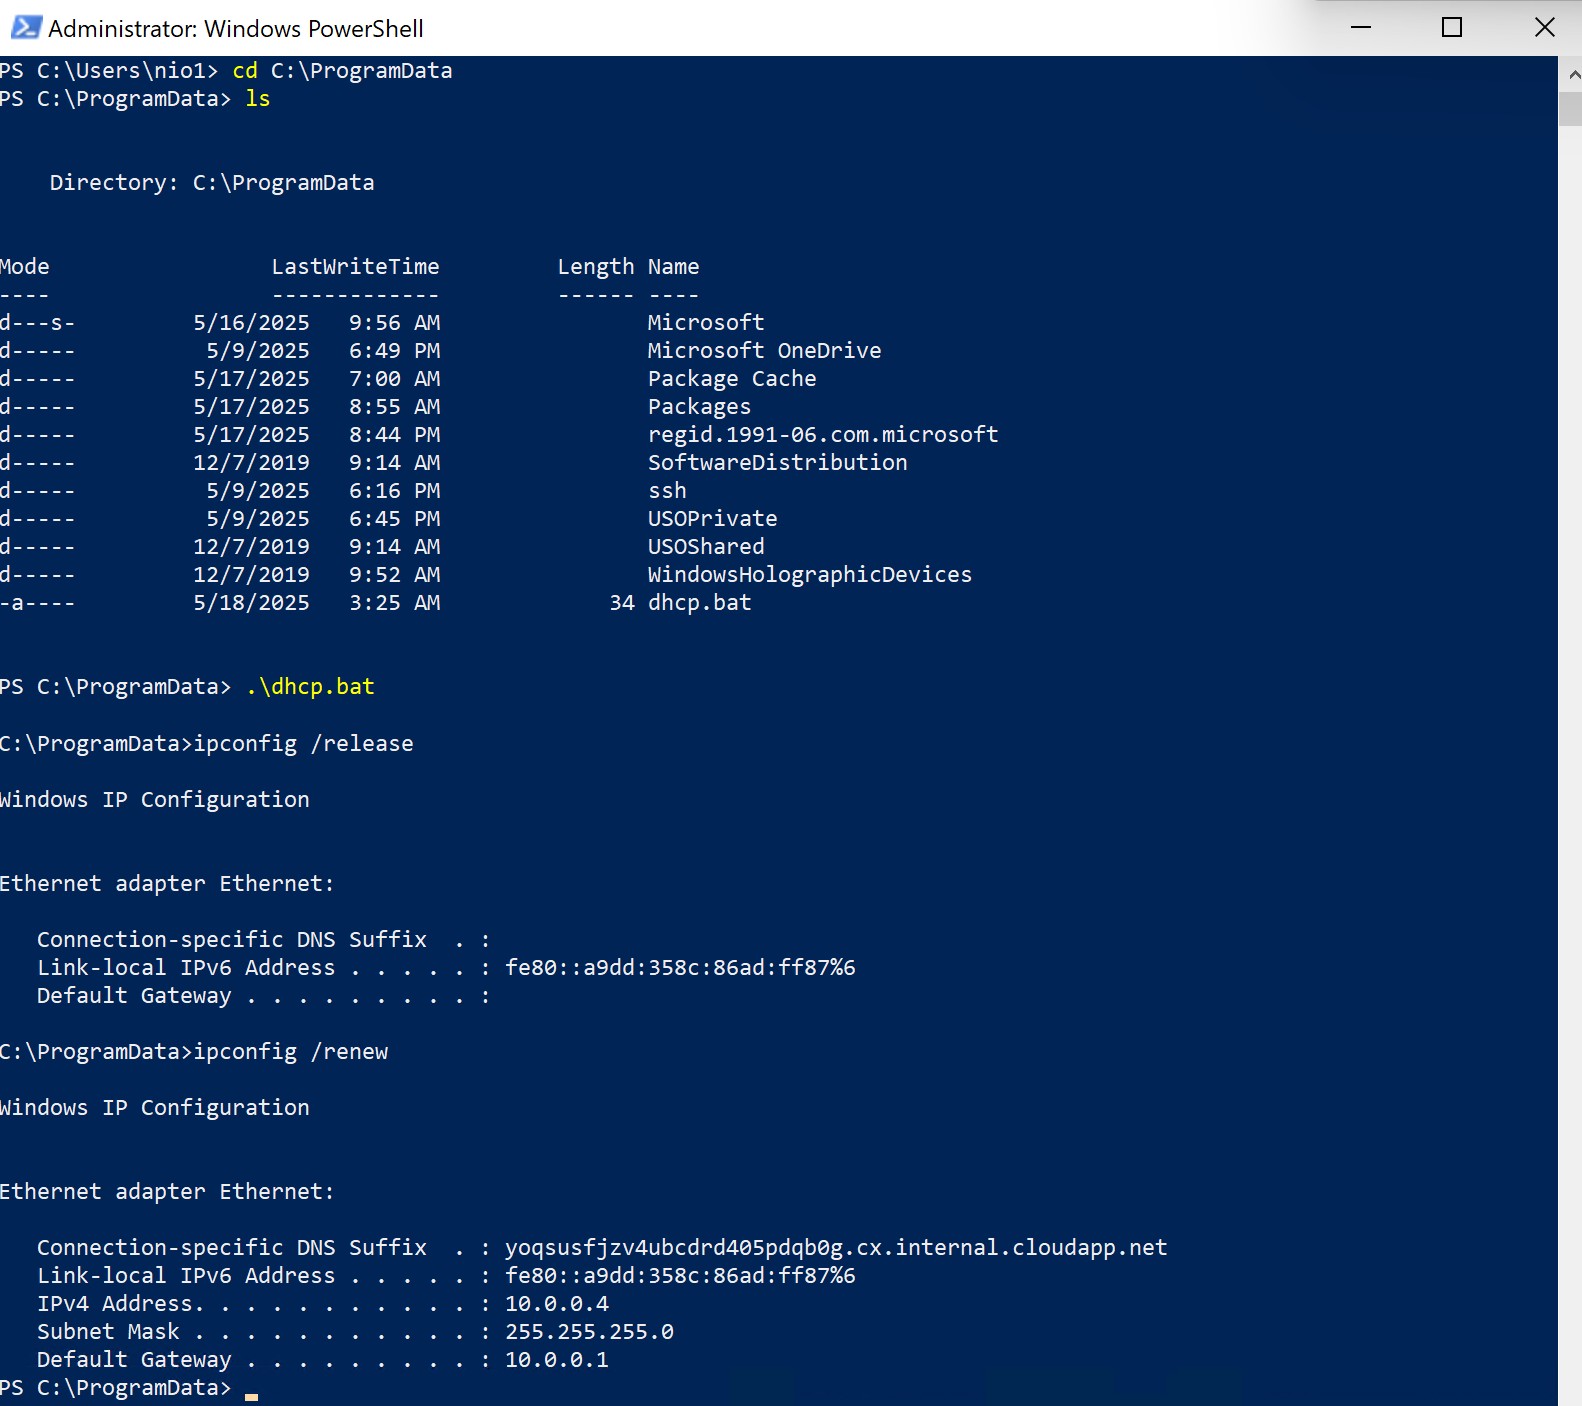 Administrator: Windows PowerShell
PS C:\Users\nio1> cd C:\ProgramData
PS C:\ProgramData> ls
Directory: C:\ProgramData
Mode LastWriteTime Length Name
---- ------------- ------ ----
d---s- 5/16/2025 9:56 AM Microsoft
d----- 5/9/2025 6:49 PM Microsoft OneDrive
d----- 5/17/2025 7:00 AM Package Cache
d----- 5/17/2025 8:55 AM Packages
d----- 5/17/2025 8:44 PM regid.1991-06.com.microsoft
d----- 12/7/2019 9:14 AM SoftwareDistribution
d----- 5/9/2025 6:16 PM ssh
d----- 5/9/2025 6:45 PM USOPrivate
d----- 12/7/2019 9:14 AM USOShared
d----- 12/7/2019 9:52 AM WindowsHolographicDevices
-a---- 5/18/2025 3:25 AM 34 dhcp.bat
PS C:\ProgramData> .\dhcp.bat
C:\ProgramData>ipconfig /release
Windows IP Configuration
Ethernet adapter Ethernet:
Connection-specific DNS Suffix . :
Link-local IPv6 Address . . . . . : fe80::a9dd:358c:86ad:ff87%6
Default Gateway . . . . . . . . . :
C:\ProgramData>ipconfig /renew
Windows IP Configuration
Ethernet adapter Ethernet:
Connection-specific DNS Suffix . : yoqsusfjzv4ubcdrd405pdqb0g.cx.internal.cloudapp.net
Link-local IPv6 Address . . . . . : fe80::a9dd:358c:86ad:ff87%6
IPv4 Address. . . . . . . . . . . : 10.0.0.4
Subnet Mask . . . . . . . . . . . : 255.255.255.0
Default Gateway . . . . . . . . . : 10.0.0.1
PS C:\ProgramData>